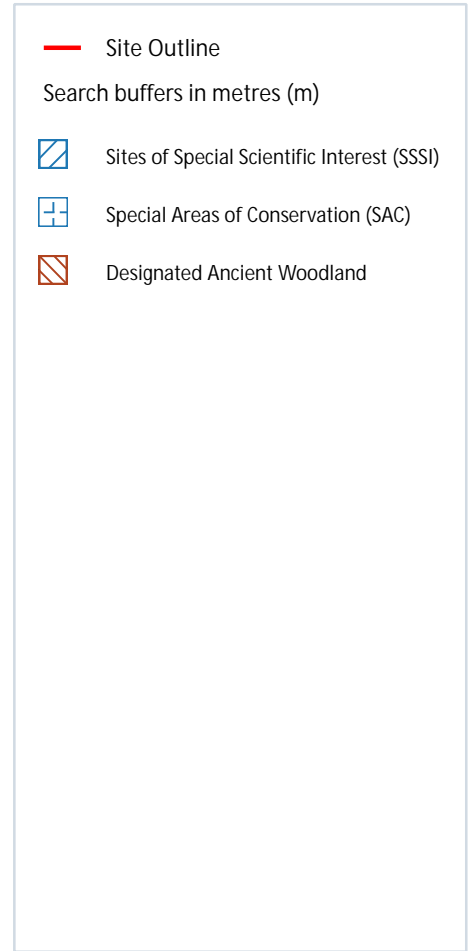 Site Outline
Search buffers in metres (m)
Sites of Special Scientific Interest (SSSI)
Special Areas of Conservation (SAC)
Designated Ancient Woodland